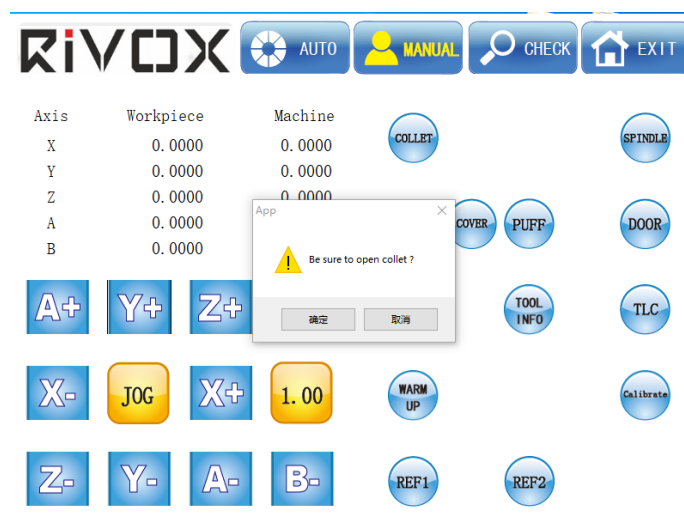 RiVOX AUTO MANUAL CHECK EXIT
Axis Workpiece Machine
X 0.0000 0.0000
Y 0.0000 0.0000
Z 0.0000 0.0000
A 0.0000
B 0.0000
COLLET SPINDLE
App
COVER PUFF DOOR
Be sure to open collet ?
确定 取消
A+ Y+ Z+
TOOL
INFO
TLC
X- JOG X+ 1.00
WARM
UP
Calibrate
Z- Y- A- B- REF1 REF2